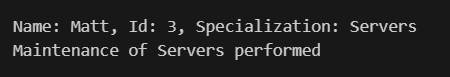 Name: Matt, Id: 3, Specialization: Servers
Maintenance of Servers performed